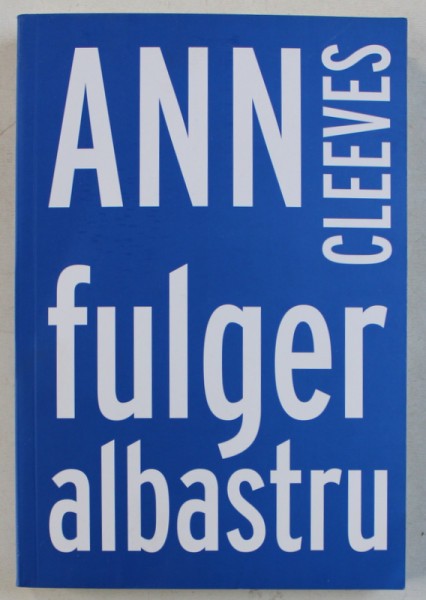 ANN
CLEEVES
fulger
albastru